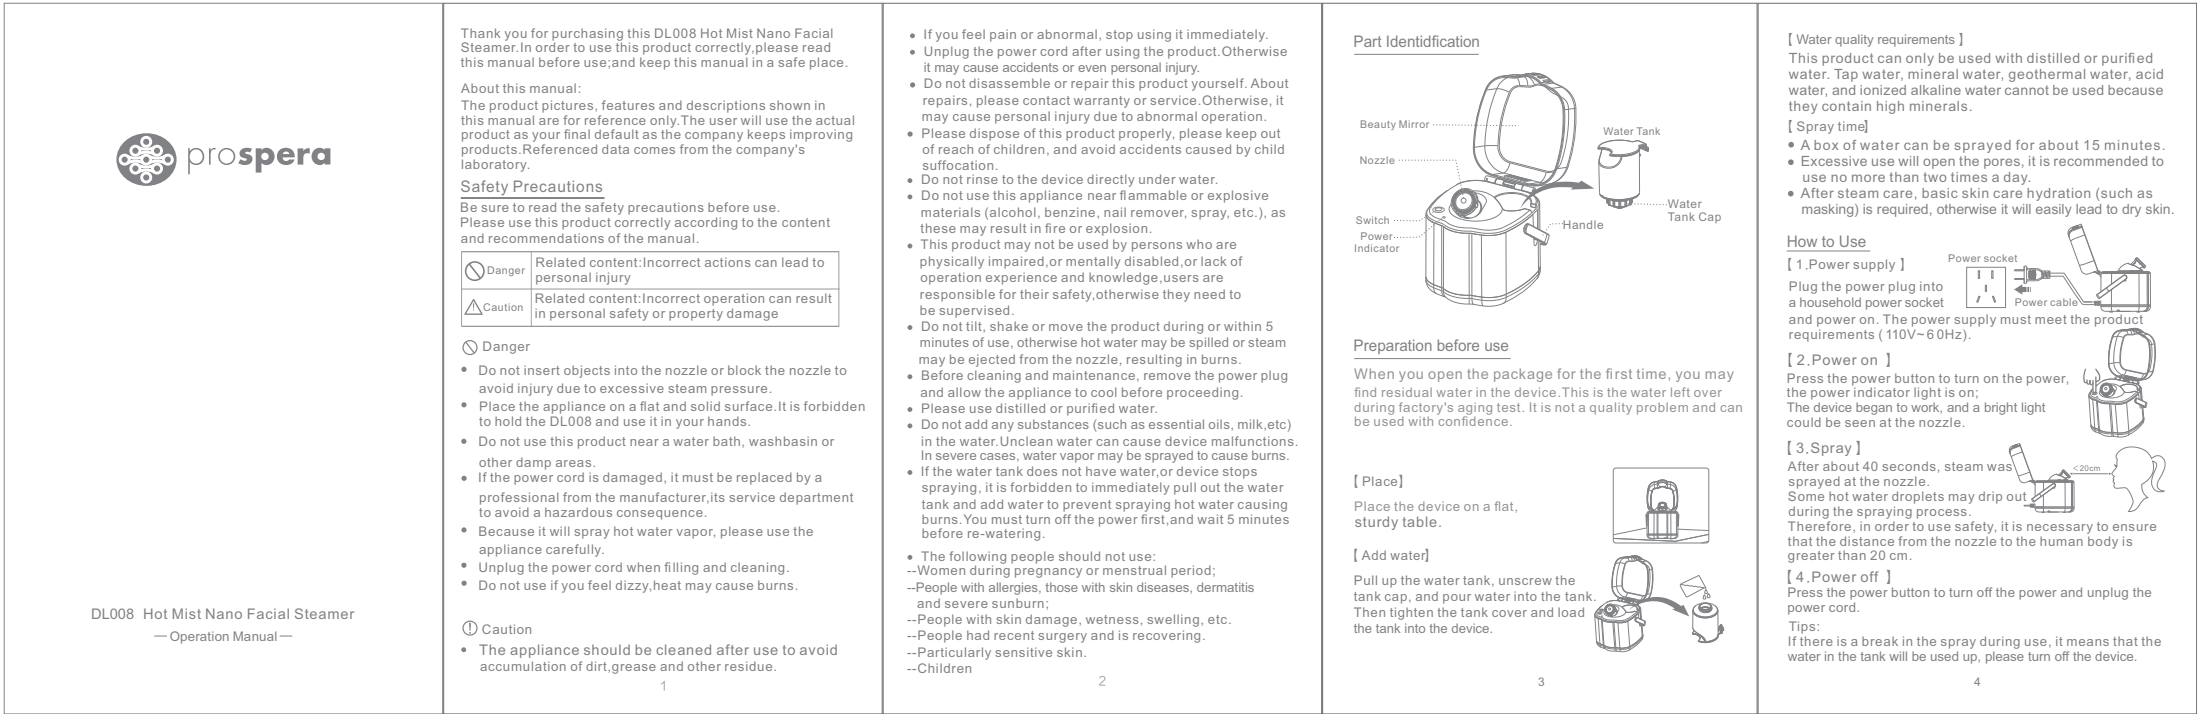 prospera
DL008 Hot Mist Nano Facial Steamer
— Operation Manual —
Thank you for purchasing this DL008 Hot Mist Nano Facial
Steamer.In order to use this product correctly,please read
this manual before use;and keep this manual in a safe place.
About this manual:
The product pictures, features and descriptions shown in
this manual are for reference only.The user will use the actual
product as your final default as the company keeps improving
products.Referenced data comes from the company's
laboratory.
Safety Precautions
Be sure to read the safety precautions before use.
Please use this product correctly according to the content
and recommendations of the manual.
Danger
Related content:Incorrect actions can lead to
personal injury
Caution
Related content:Incorrect operation can result
in personal safety or property damage
Danger
• Do not insert objects into the nozzle or block the nozzle to
avoid injury due to excessive steam pressure.
• Place the appliance on a flat and solid surface.It is forbidden
to hold the DL008 and use it in your hands.
• Do not use this product near a water bath, washbasin or
other damp areas.
• If the power cord is damaged, it must be replaced by a
professional from the manufacturer,its service department
to avoid a hazardous consequence.
• Because it will spray hot water vapor, please use the
appliance carefully.
• Unplug the power cord when filling and cleaning.
• Do not use if you feel dizzy,heat may cause burns.
Caution
• The appliance should be cleaned after use to avoid
accumulation of dirt,grease and other residue.
1
• If you feel pain or abnormal, stop using it immediately.
• Unplug the power cord after using the product.Otherwise
it may cause accidents or even personal injury.
• Do not disassemble or repair this product yourself. About
repairs, please contact warranty or service.Otherwise, it
may cause personal injury due to abnormal operation.
• Please dispose of this product properly, please keep out
of reach of children, and avoid accidents caused by child
suffocation.
• Do not rinse to the device directly under water.
• Do not use this appliance near flammable or explosive
materials (alcohol, benzine, nail remover, spray, etc.), as
these may result in fire or explosion.
• This product may not be used by persons who are
physically impaired,or mentally disabled,or lack of
operation experience and knowledge,users are
responsible for their safety,otherwise they need to
be supervised.
• Do not tilt, shake or move the product during or within 5
minutes of use, otherwise hot water may be spilled or steam
may be ejected from the nozzle, resulting in burns.
• Before cleaning and maintenance, remove the power plug
and allow the appliance to cool before proceeding.
• Please use distilled or purified water.
• Do not add any substances (such as essential oils, milk,etc)
in the water.Unclean water can cause device malfunctions.
In severe cases, water vapor may be sprayed to cause burns.
• If the water tank does not have water,or device stops
spraying, it is forbidden to immediately pull out the water
tank and add water to prevent spraying hot water causing
burns.You must turn off the power first,and wait 5 minutes
before re-watering.
• The following people should not use:
--Women during pregnancy or menstrual period;
--People with allergies, those with skin diseases, dermatitis
and severe sunburn;
--People with skin damage, wetness, swelling, etc.
--People had recent surgery and is recovering.
--Particularly sensitive skin.
--Children
2
Part Identidfication
Beauty Mirror
Nozzle
Switch
Power
Indicator
Water Tank
Water
Tank Cap
Handle
Preparation before use
When you open the package for the first time, you may
find residual water in the device.This is the water left over
during factory's aging test. It is not a quality problem and can
be used with confidence.
【 Place】
Place the device on a flat,
sturdy table.
【 Add water】
Pull up the water tank, unscrew the
tank cap, and pour water into the tank.
Then tighten the tank cover and load
the tank into the device.
3
【 Water quality requirements 】
This product can only be used with distilled or purified
water. Tap water, mineral water, geothermal water, acid
water, and ionized alkaline water cannot be used because
they contain high minerals.
【 Spray time】
• A box of water can be sprayed for about 15 minutes.
• Excessive use will open the pores, it is recommended to
use no more than two times a day.
• After steam care, basic skin care hydration (such as
masking) is required, otherwise it will easily lead to dry skin.
How to Use
【 1.Power supply 】
Plug the power plug into
a household power socket
and power on. The power supply must meet the product
requirements ( 110V~6 0Hz).
Power socket
Power cable
【 2.Power on 】
Press the power button to turn on the power,
the power indicator light is on;
The device began to work, and a bright light
could be seen at the nozzle.
【 3.Spray 】
After about 40 seconds, steam was
sprayed at the nozzle.
Some hot water droplets may drip out
during the spraying process.
Therefore, in order to use safety, it is necessary to ensure
that the distance from the nozzle to the human body is
greater than 20 cm.
<20cm
【 4.Power off 】
Press the power button to turn off the power and unplug the
power cord.
Tips:
If there is a break in the spray during use, it means that the
water in the tank will be used up, please turn off the device.
4